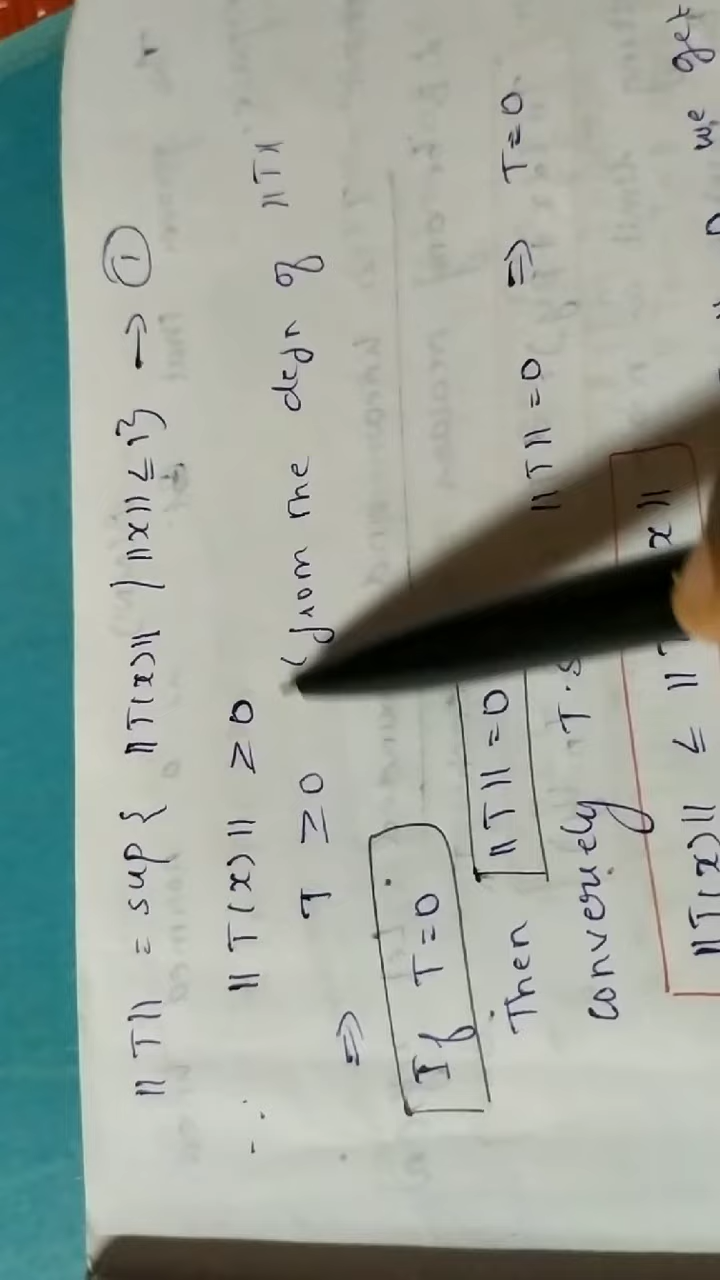 ||T|| = sup { ||T(x)|| / ||x|| ≤ 1} → ①
∴ ||T(x)|| ≥ 0
⇒ T ≥ 0 (from the defn of ||T||
If T=0
Then ||T||=0 ||T||=0 ⇒ T=0.
conversely T.S
||T(x)|| ≤ ||T x||
we get